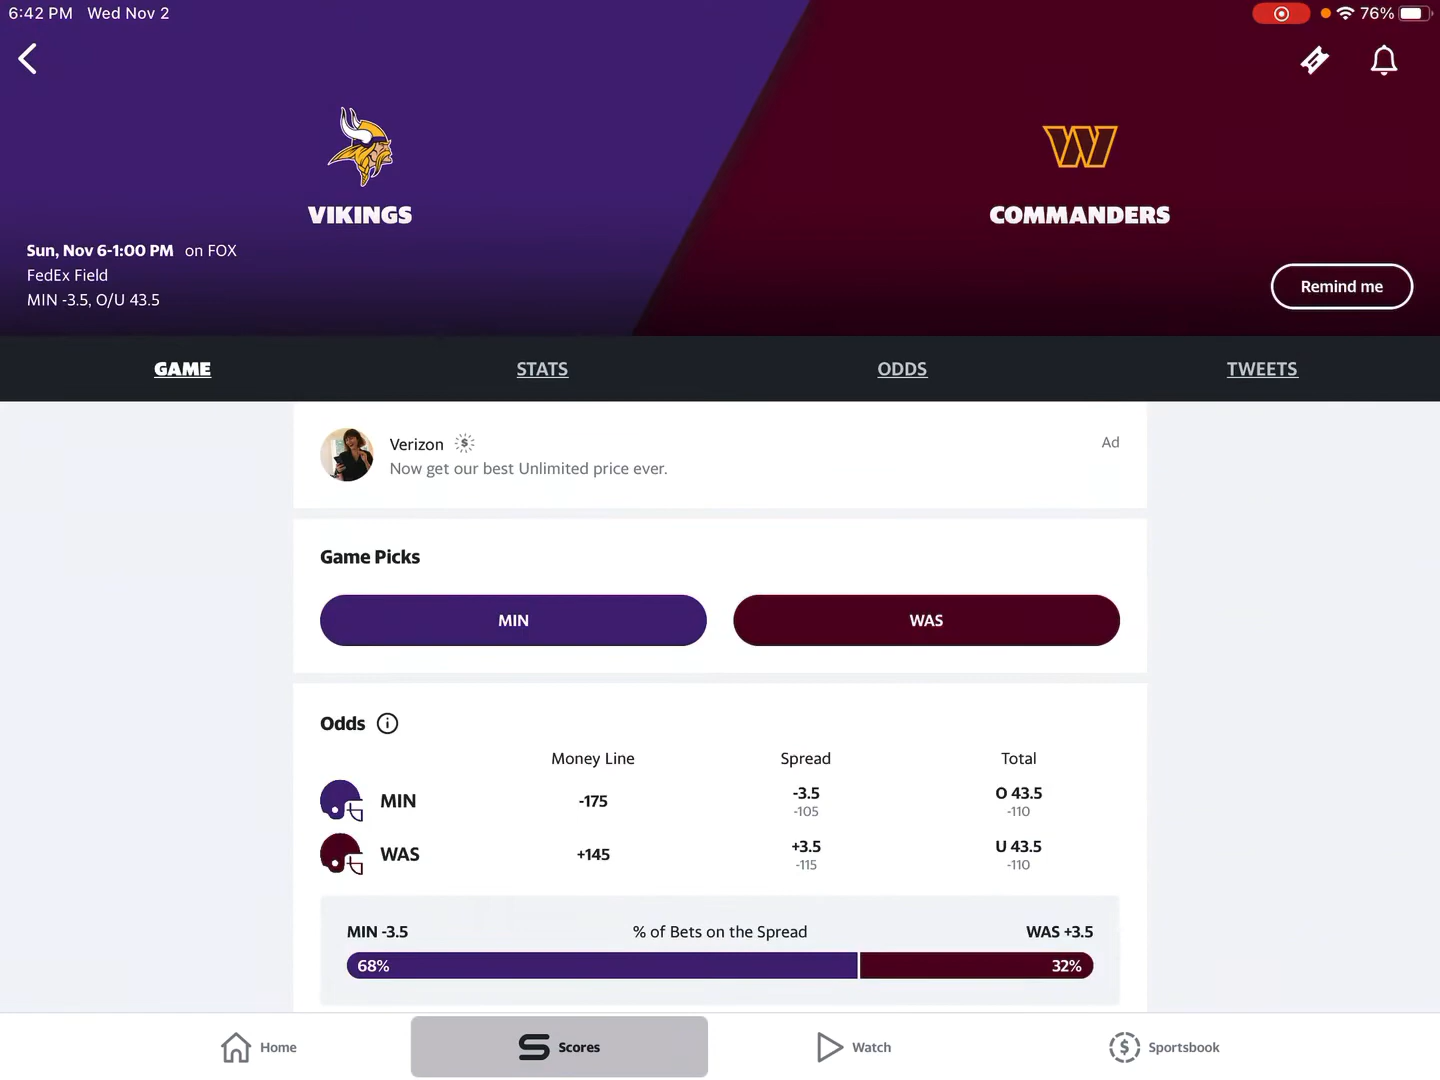 6:42 PM Wed Nov 2
76%
VIKINGS
COMMANDERS
Sun, Nov 6-1:00 PM on FOX
FedEx Field
MIN -3.5, O/U 43.5
Remind me
GAME STATS ODDS TWEETS
Verizon
Ad
Now get our best Unlimited price ever.
Game Picks
MIN WAS
Odds
Money Line Spread Total
MIN -175 -3.5 O 43.5
-105 -110
WAS +145 +3.5 U 43.5
-115 -110
MIN -3.5 % of Bets on the Spread WAS +3.5
68% 32%
Home Scores Watch Sportsbook